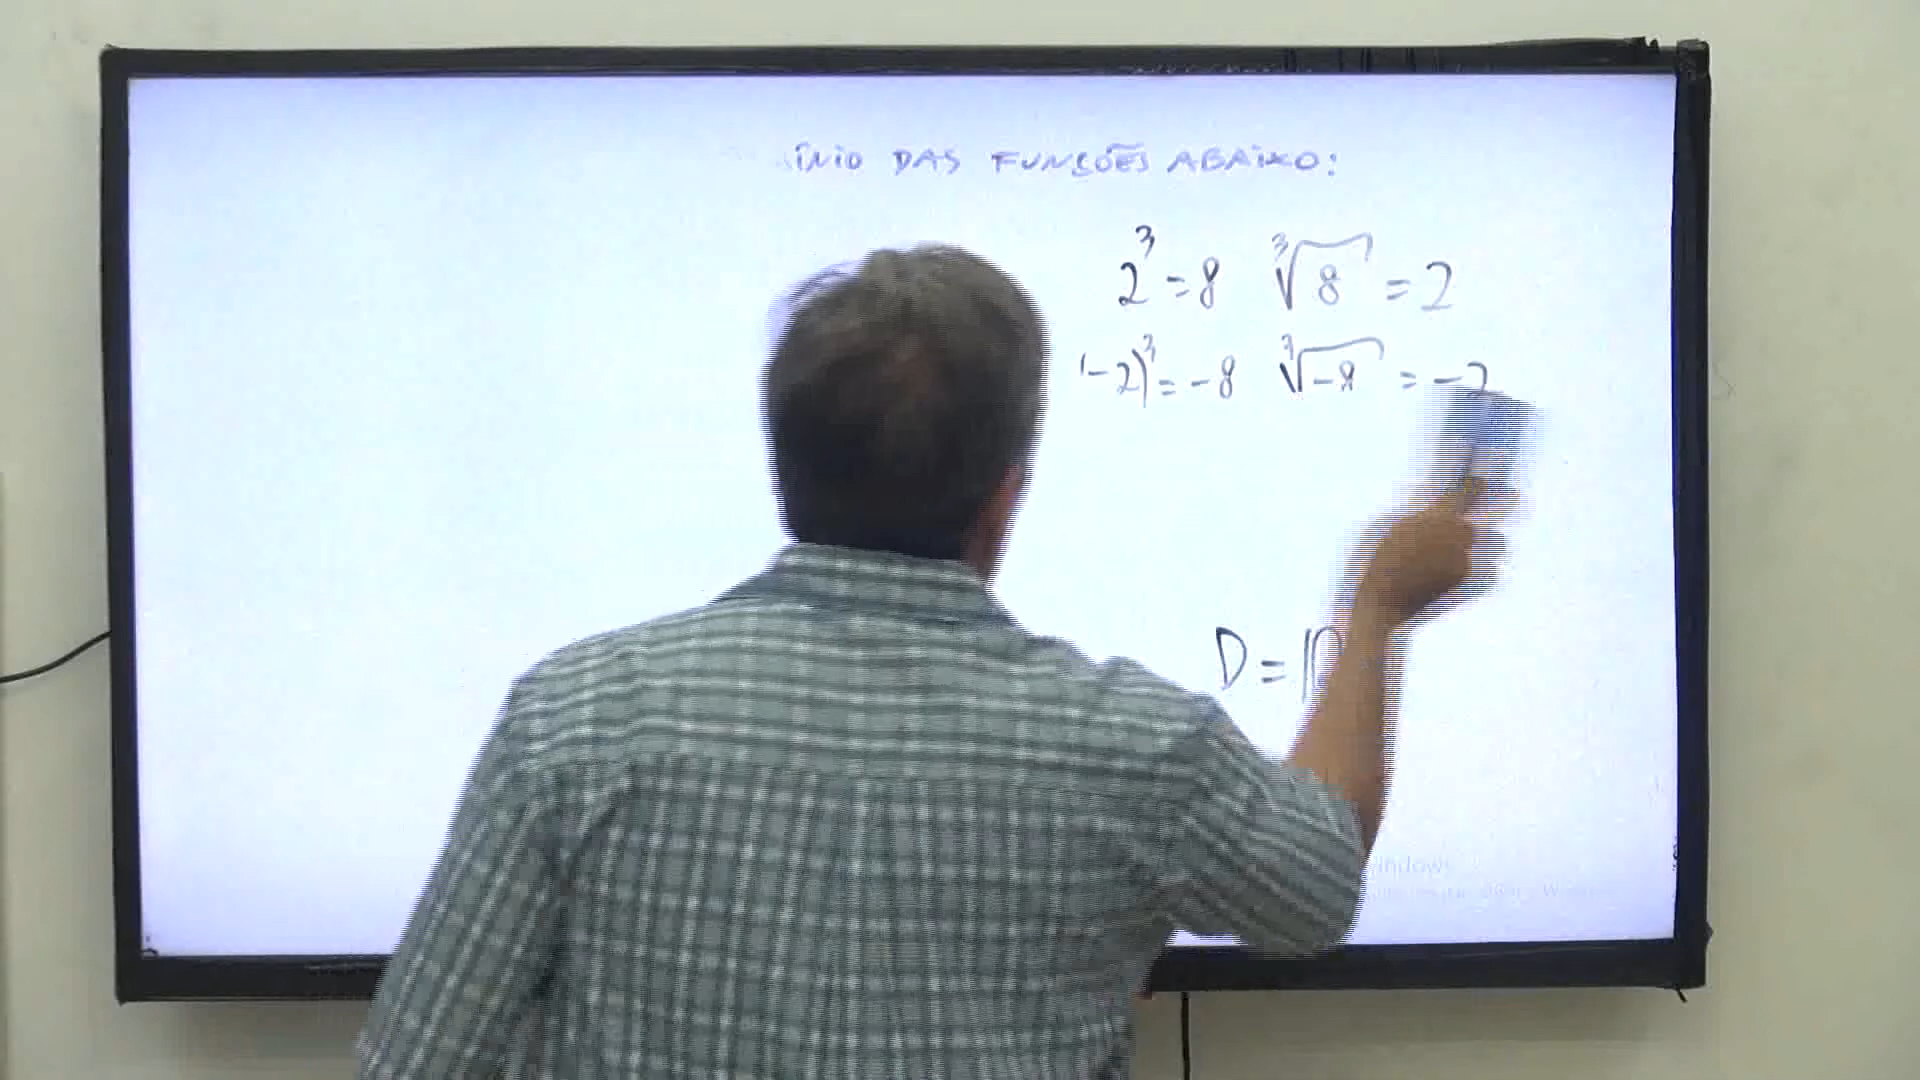 DAS FUNÇÕES ABAIXO:
2³ = 8 ∛8 = 2
(-2)³ = -8 ∛-8 = -2
D =